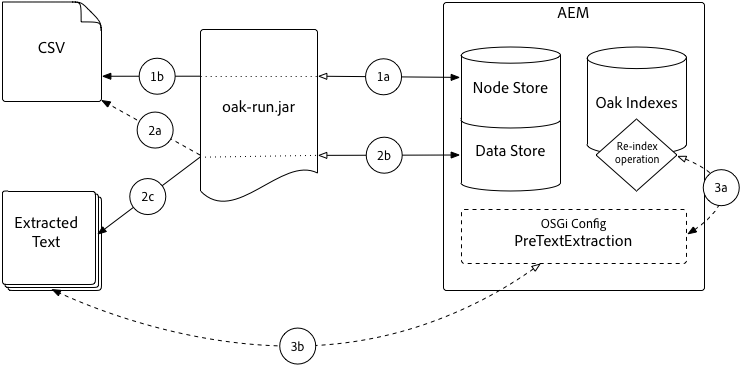 AEM
CSV
1b
1a
Node Store
Oak Indexes
oak-run.jar
2a
2b
Data Store
Re-index
operation
2c
3a
Extracted
Text
OSGi Config
PreTextExtraction
3b